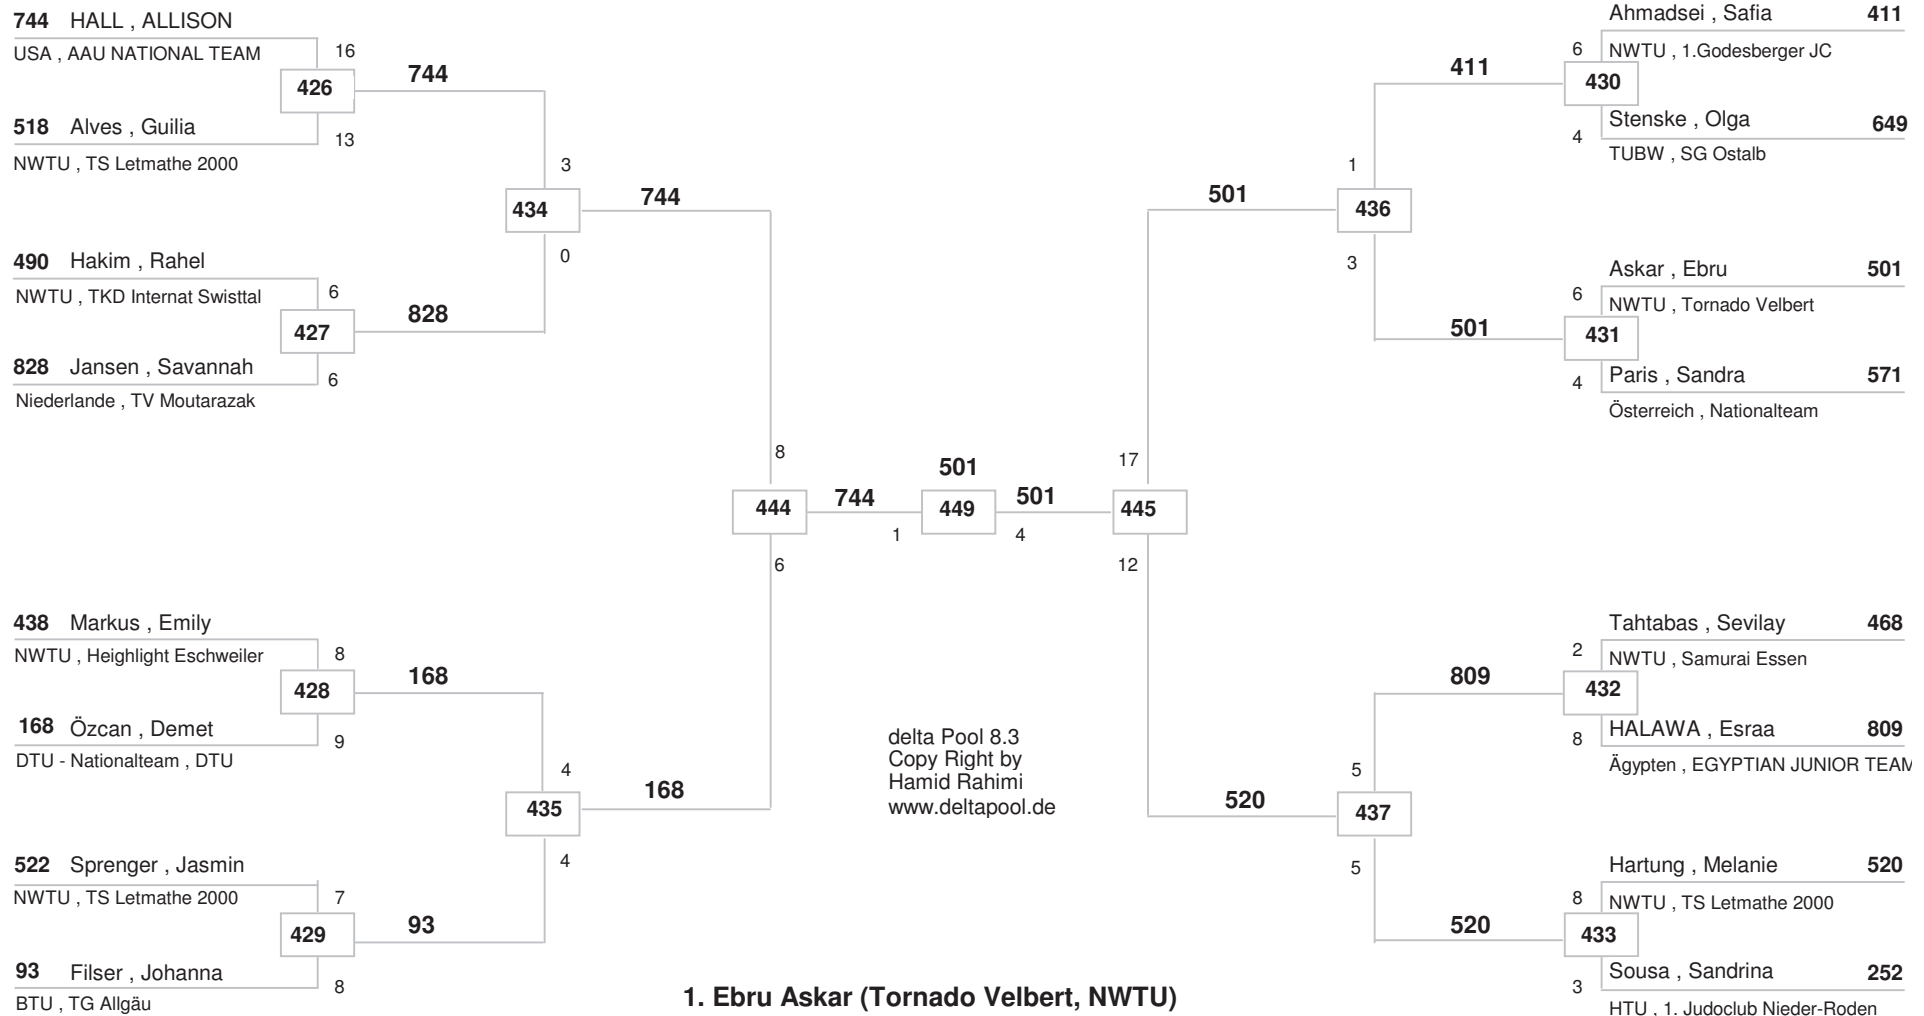 744 HALL , ALLISON
USA , AAU NATIONAL TEAM
16
426
744
518 Alves , Guilia
13
NWTU , TS Letmathe 2000
3
434
744
0
490 Hakim , Rahel
NWTU , TKD Internat Swisttal
6
427
828
828 Jansen , Savannah
6
Niederlande , TV Moutarazak
8
444
744
1
6
438 Markus , Emily
NWTU , Heighlight Eschweiler
8
428
168
168 Özcan , Demet
9
DTU - Nationalteam , DTU
4
435
168
4
522 Sprenger , Jasmin
NWTU , TS Letmathe 2000
7
429
93
93 Filser , Johanna
8
BTU , TG Allgäu
501
449
501
4
17
445
12
delta Pool 8.3
Copy Right by
Hamid Rahimi
www.deltapool.de
1. Ebru Askar (Tornado Velbert, NWTU)
Ahmadsei , Safia 411
6
NWTU , 1.Godesberger JC
411
430
Stenske , Olga 649
4
TUBW , SG Ostalb
1
501
436
3
Askar , Ebru 501
6
NWTU , Tornado Velbert
501
431
Paris , Sandra 571
4
Österreich , Nationalteam
Tahtabas , Sevilay 468
2
NWTU , Samurai Essen
809
432
HALAWA , Esraa 809
8
Ägypten , EGYPTIAN JUNIOR TEAM
5
520
437
5
Hartung , Melanie 520
8
NWTU , TS Letmathe 2000
520
433
Sousa , Sandrina 252
3
HTU , 1. Judoclub Nieder-Roden